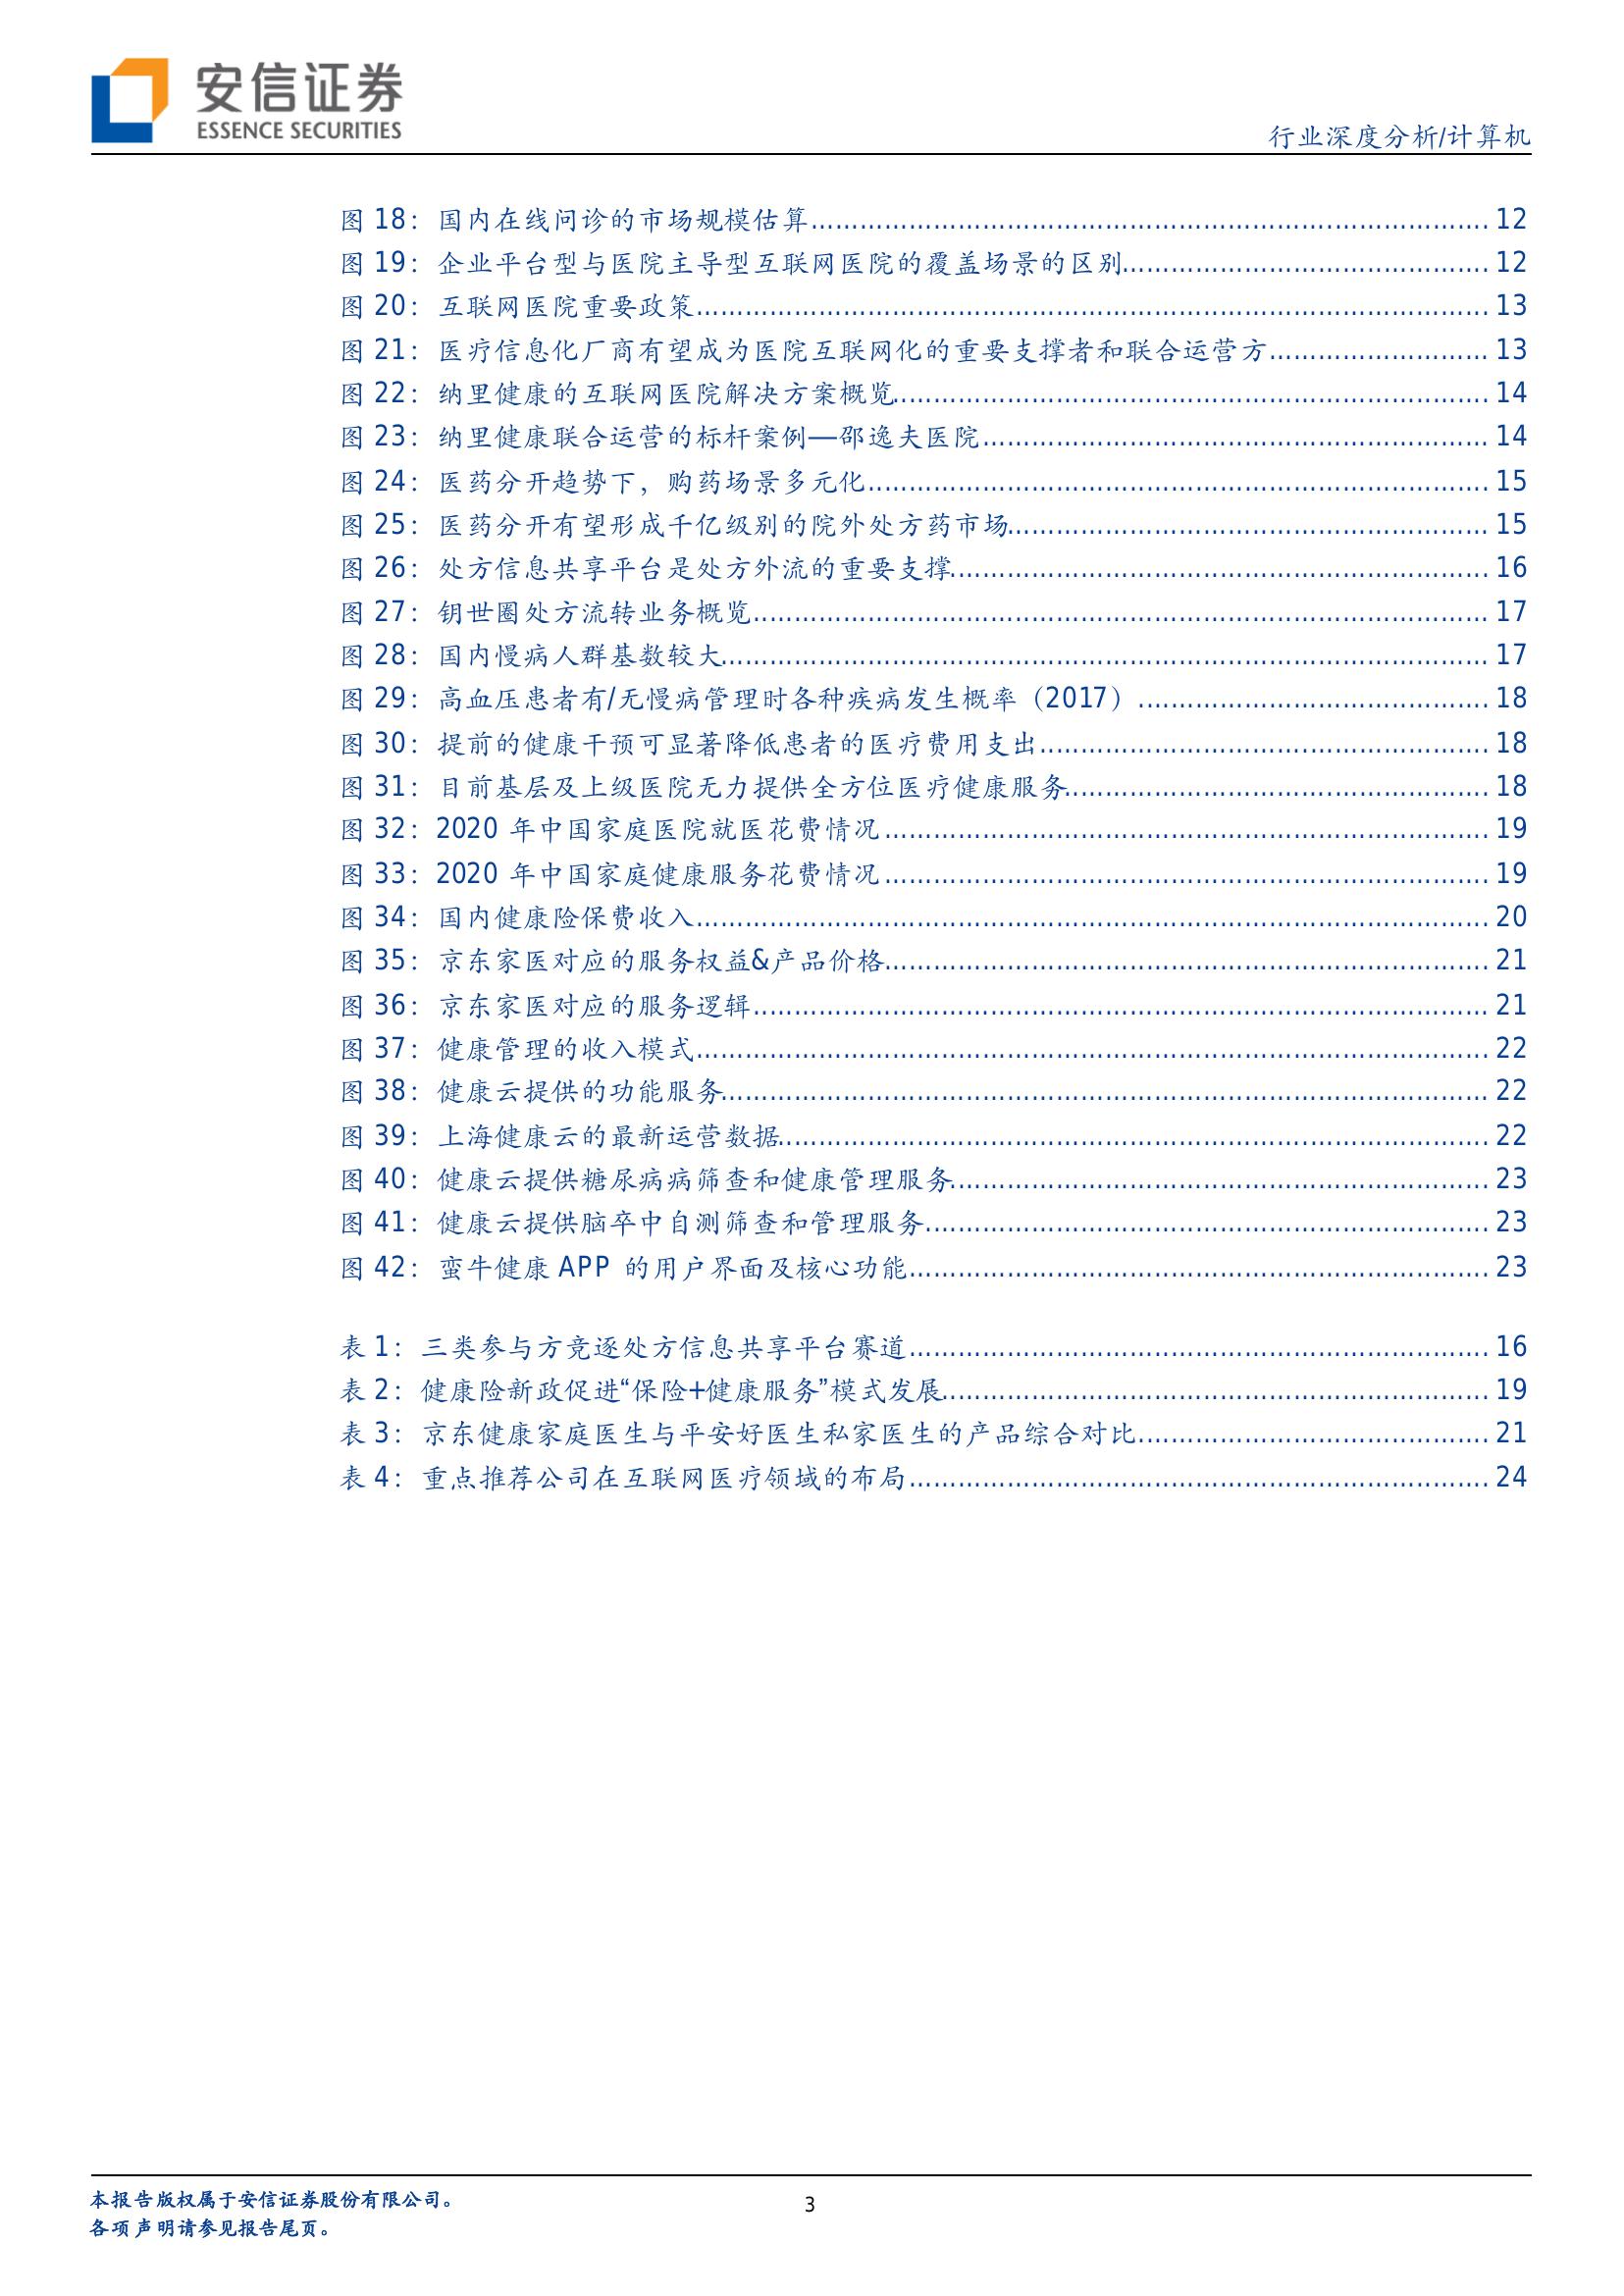 安信证券
ESSENCE SECURITIES
行业深度分析/计算机
图 18：国内在线问诊的市场规模估算 12
图 19：企业平台型与医院主导型互联网医院的覆盖场景的区别 12
图 20：互联网医院重要政策 13
图 21：医疗信息化厂商有望成为医院互联网化的重要支撑者和联合运营方 13
图 22：纳里健康的互联网医院解决方案概览 14
图 23：纳里健康联合运营的标杆案例—邵逸夫医院 14
图 24：医药分开趋势下，购药场景多元化 15
图 25：医药分开有望形成千亿级别的院外处方药市场 15
图 26：处方信息共享平台是处方外流的重要支撑 16
图 27：钥世圈处方流转业务概览 17
图 28：国内慢病人群基数较大 17
图 29：高血压患者有/无慢病管理时各种疾病发生概率（2017） 18
图 30：提前的健康干预可显著降低患者的医疗费用支出 18
图 31：目前基层及上级医院无力提供全方位医疗健康服务 18
图 32：2020 年中国家庭医院就医花费情况 19
图 33：2020 年中国家庭健康服务花费情况 19
图 34：国内健康险保费收入 20
图 35：京东家医对应的服务权益&产品价格 21
图 36：京东家医对应的服务逻辑 21
图 37：健康管理的收入模式 22
图 38：健康云提供的功能服务 22
图 39：上海健康云的最新运营数据 22
图 40：健康云提供糖尿病病筛查和健康管理服务 23
图 41：健康云提供脑卒中自测筛查和管理服务 23
图 42：蛮牛健康 APP 的用户界面及核心功能 23
表 1：三类参与方竞逐处方信息共享平台赛道 16
表 2：健康险新政促进“保险+健康服务”模式发展 19
表 3：京东健康家庭医生与平安好医生私家医生的产品综合对比 21
表 4：重点推荐公司在互联网医疗领域的布局 24
本报告版权属于安信证券股份有限公司。
各项声明请参见报告尾页。
3